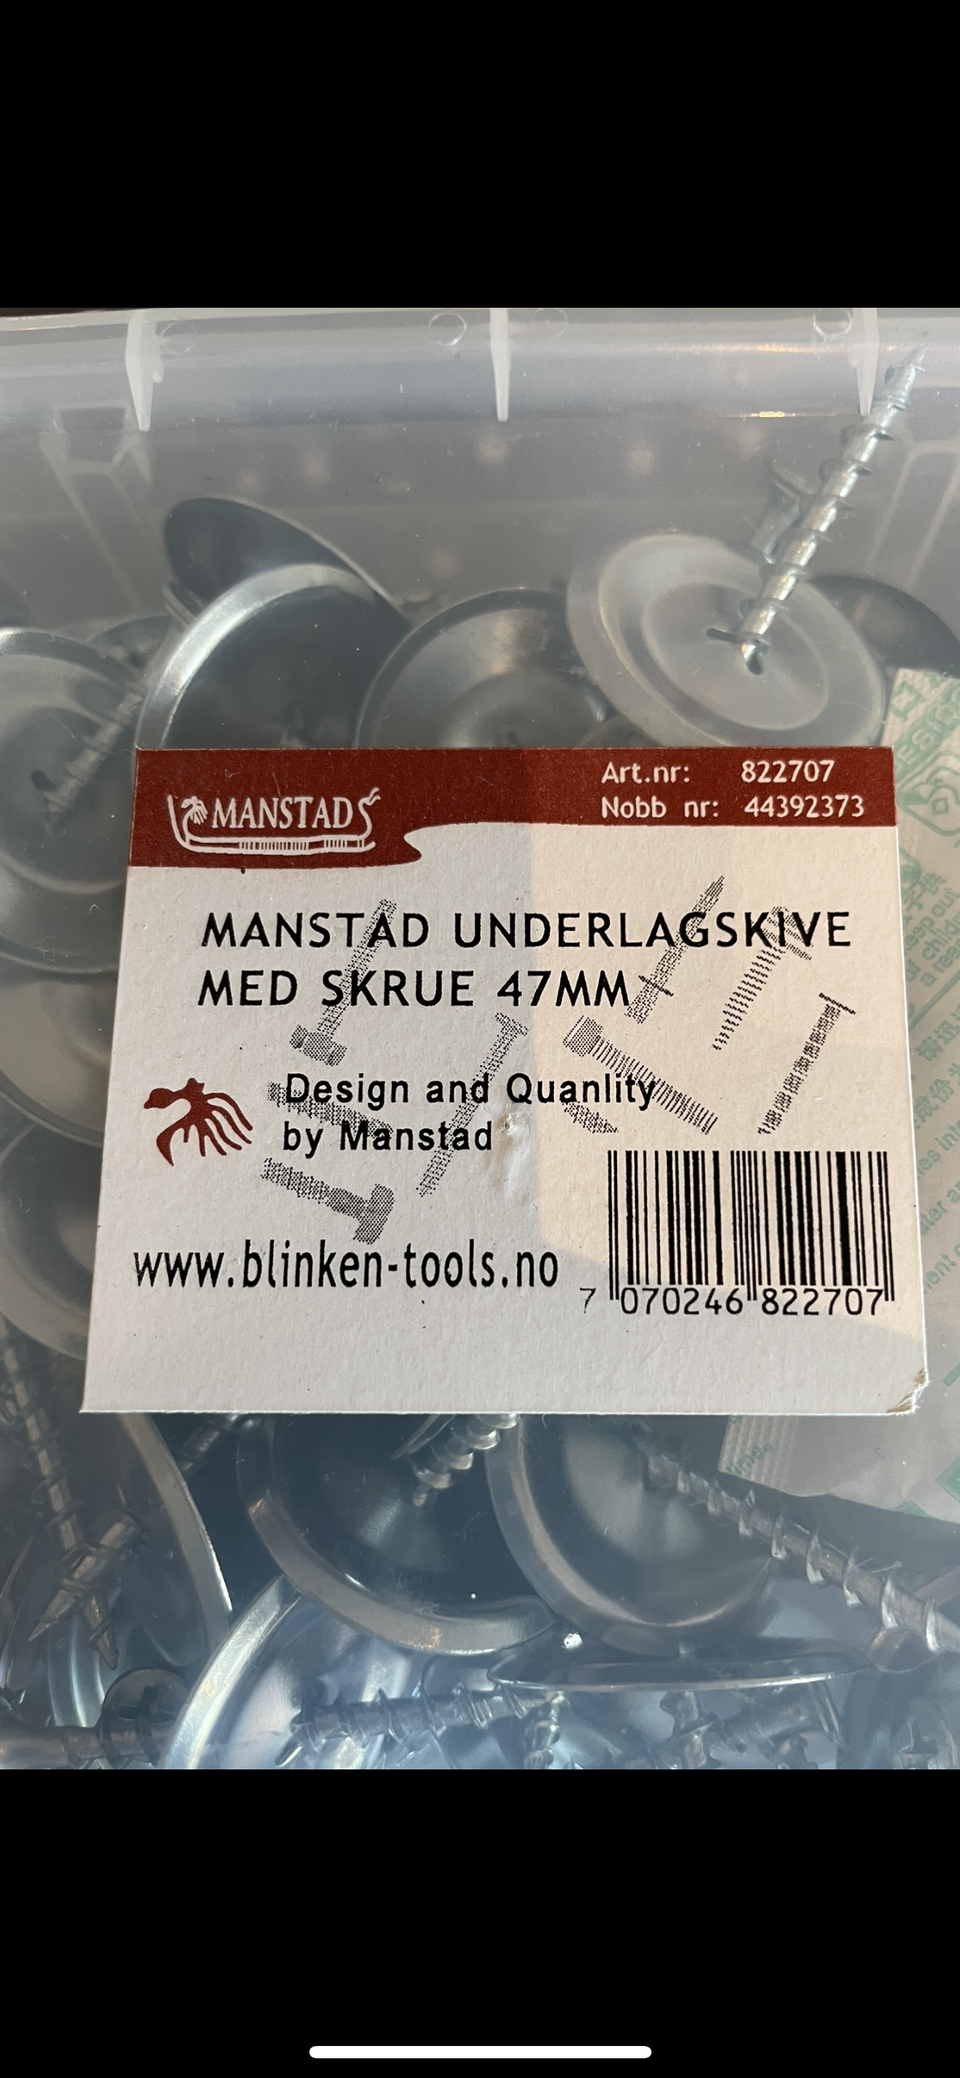 MANSTAD
Art.nr: 822707
Nobb nr: 44392373
MANSTAD UNDERLAGSKIVE
MED SKRUE 47MM
Design and Quanlity
by Manstad
www.blinken-tools.no
7 070246 822707